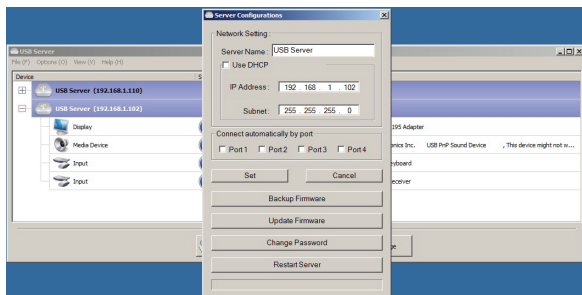 Server Configurations
Network Setting :
Server Name : USB Server
Use DHCP
IP Address : 192 . 168 . 1 . 102
Subnet: 255 . 255 . 255 . 0
Connect automatically by port
Port 1 Port 2 Port 3 Port 4
Set Cancel
Backup Firmware
Update Firmware
Change Password
Restart Server
USB Server
File (F) Options (O) View (V) Help (H)
Device
USB Server (192.168.1.110)
USB Server (192.168.1.102)
Display
195 Adapter
Media Device
onics Inc. USB PnP Sound Device , This device might not w...
Input
Input